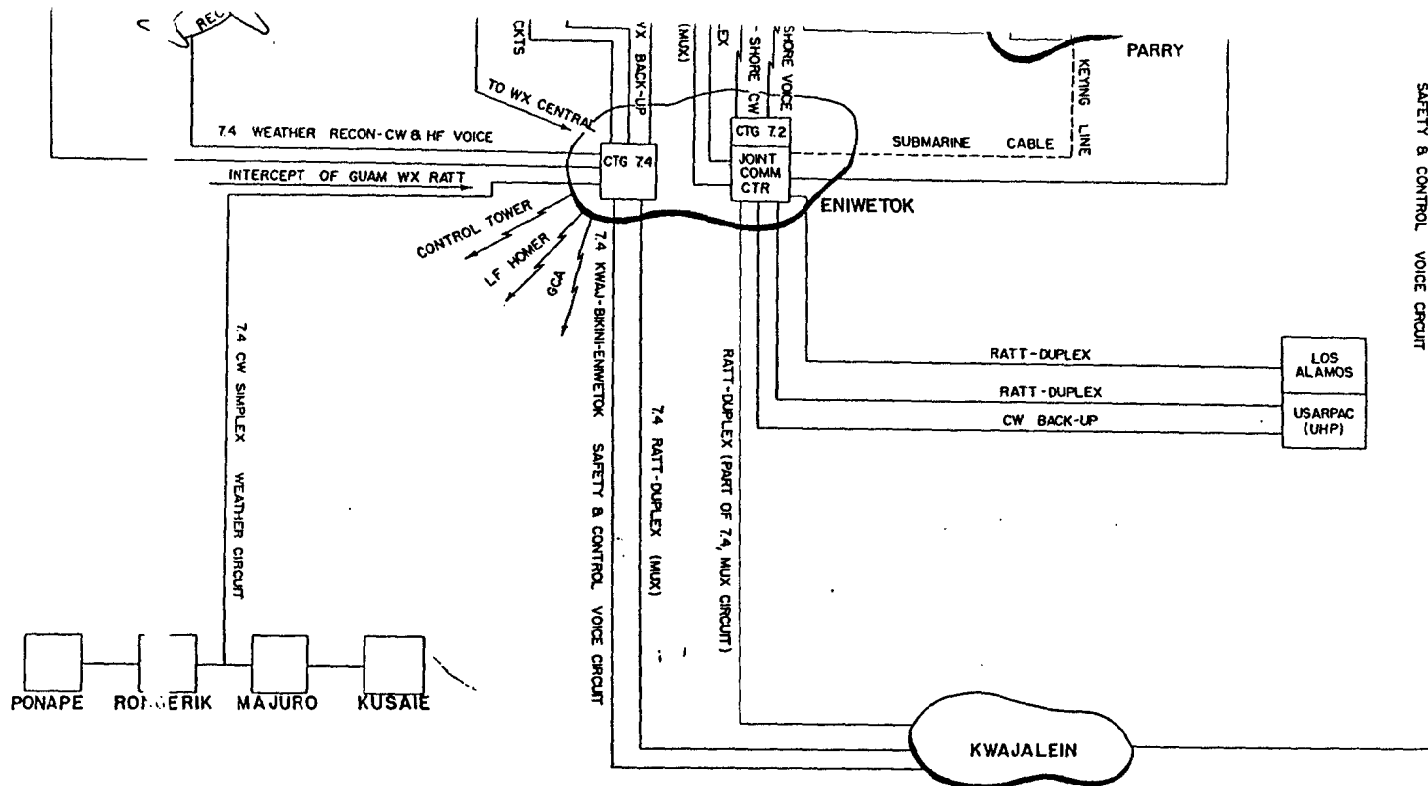 REC
CKTS
WX BACK-UP
(MUX)
SHORE CW
SHORE VOICE
PARRY
KEYING LINE
SAFETY & CONTROL VOICE CIRCUIT
TO WX CENTRAL
7.4 WEATHER RECON-CW & HF VOICE
CTG 7.4
CTG 7.2
JOINT
COMM
CTR
SUBMARINE CABLE
INTERCEPT OF GUAM WX RATT
ENIWETOK
CONTROL TOWER
LF HOMER
GCA
7.4 CW SIMPLEX WEATHER CIRCUIT
7.4 KWAJ-BIKINI-ENIWETOK SAFETY & CONTROL VOICE CIRCUIT
7.4 RATT-DUPLEX (MUX)
RATT-DUPLEX (PART OF 7.4, MUX CIRCUIT)
RATT-DUPLEX
LOS
ALAMOS
RATT-DUPLEX
USARPAC
(UHP)
CW BACK-UP
PONAPE
MAJURO
KUSAIE
KWAJALEIN